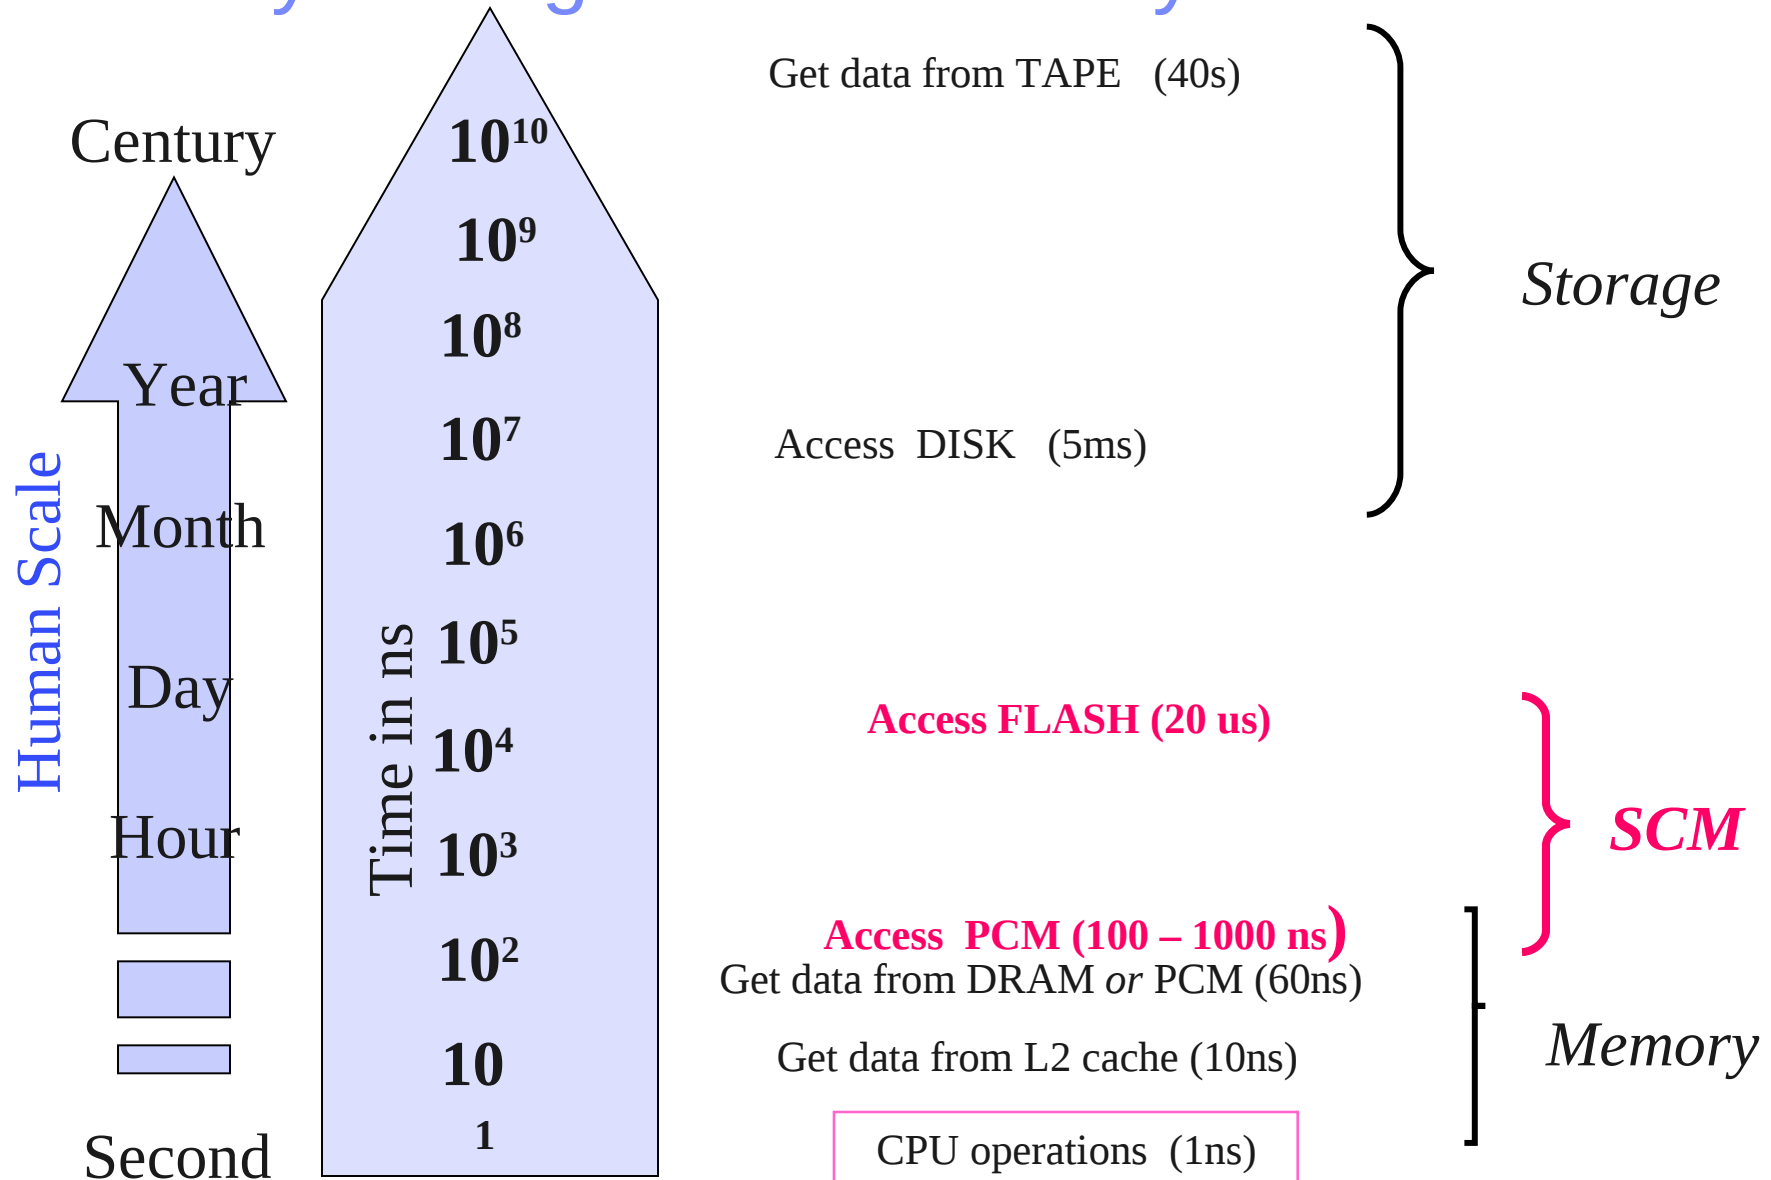 Get data from TAPE (40s)
Century
10¹⁰
10⁹
Storage
10⁸
Year
10⁷
Access DISK (5ms)
Month
10⁶
Human Scale
10⁵
Day
Time in ns
Access FLASH (20 us)
10⁴
Hour
10³
SCM
Access PCM (100 – 1000 ns)
10²
Get data from DRAM or PCM (60ns)
Memory
10
Get data from L2 cache (10ns)
1
CPU operations (1ns)
Second